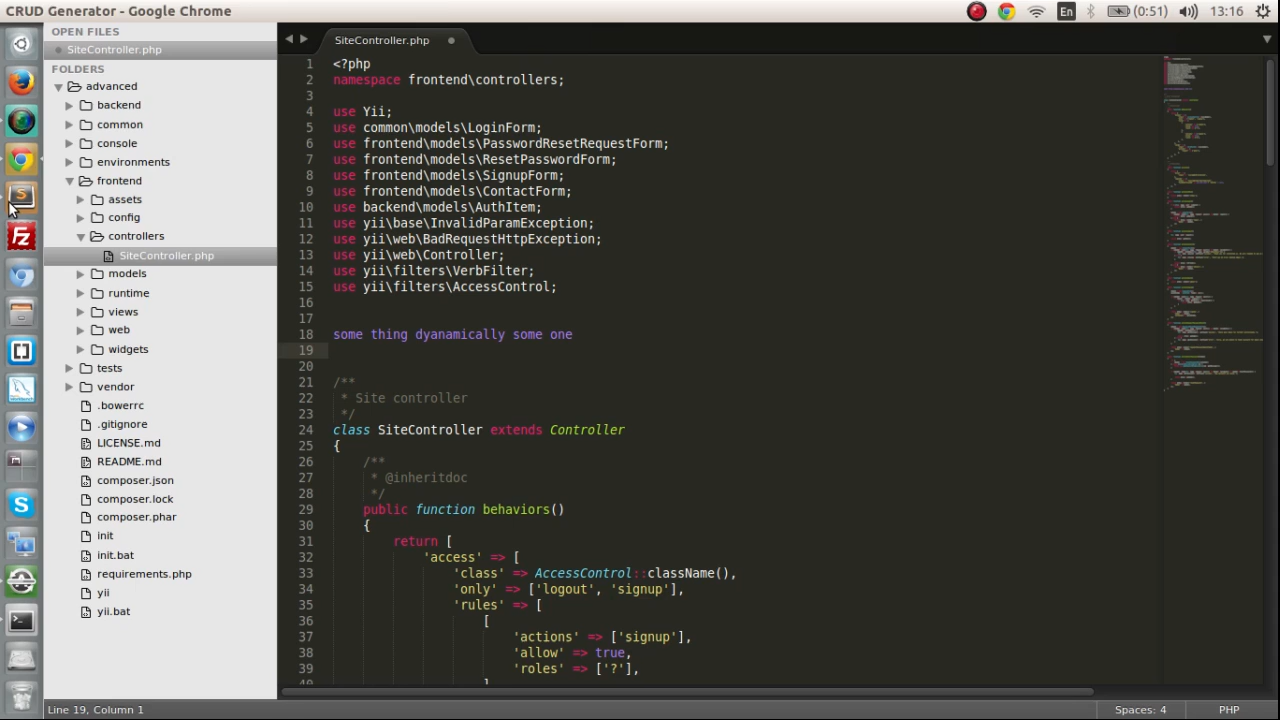 CRUD Generator - Google Chrome
En
(0:51)
13:16
OPEN FILES
SiteController.php
FOLDERS
advanced
backend
common
console
environments
frontend
assets
config
controllers
SiteController.php
models
runtime
views
web
widgets
tests
vendor
.bowerrc
.gitignore
LICENSE.md
README.md
composer.json
composer.lock
composer.phar
init
init.bat
requirements.php
yii
yii.bat
SiteController.php
1 <?php
2 namespace frontend\controllers;
3
4 use Yii;
5 use common\models\LoginForm;
6 use frontend\models\PasswordResetRequestForm;
7 use frontend\models\ResetPasswordForm;
8 use frontend\models\SignupForm;
9 use frontend\models\ContactForm;
10 use backend\models\AuthItem;
11 use yii\base\InvalidParamException;
12 use yii\web\BadRequestHttpException;
13 use yii\web\Controller;
14 use yii\filters\VerbFilter;
15 use yii\filters\AccessControl;
16
17
18 some thing dyanamically some one
19
20
21 /**
22 * Site controller
23 */
24 class SiteController extends Controller
25 {
26 /**
27 * @inheritdoc
28 */
29 public function behaviors()
30 {
31 return [
32 'access' => [
33 'class' => AccessControl::className(),
34 'only' => ['logout', 'signup'],
35 'rules' => [
36 [
37 'actions' => ['signup'],
38 'allow' => true,
39 'roles' => ['?'],
40 ]
Line 19, Column 1
Spaces: 4
PHP